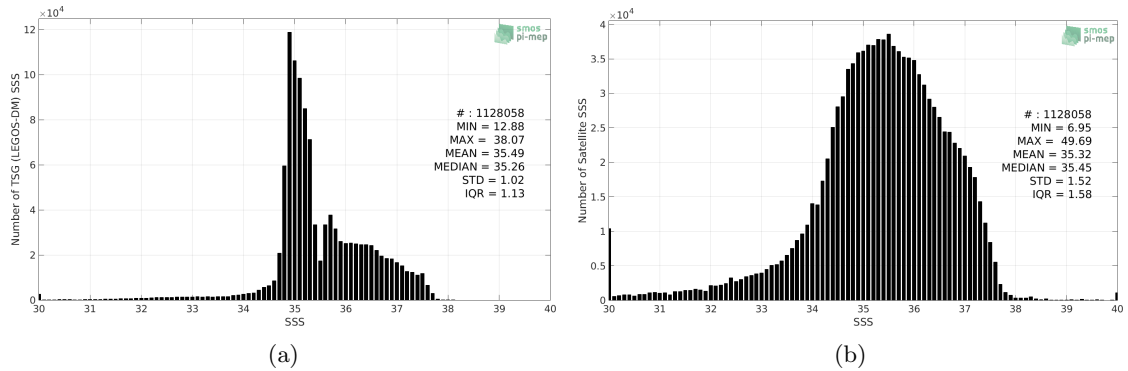 ×10⁴
12
10
8
6
4
2
0
30 31 32 33 34 35 36 37 38 39 40
SSS
Number of TSG (LEGOS-DM) SSS
smos
pi-mep
# : 1128058
MIN = 12.88
MAX = 38.07
MEAN = 35.49
MEDIAN = 35.26
STD = 1.02
IQR = 1.13
(a)
×10⁴
4
3.5
3
2.5
2
1.5
1
0.5
0
30 31 32 33 34 35 36 37 38 39 40
SSS
Number of Satellite SSS
smos
pi-mep
# : 1128058
MIN = 6.95
MAX = 49.69
MEAN = 35.32
MEDIAN = 35.45
STD = 1.52
IQR = 1.58
(b)